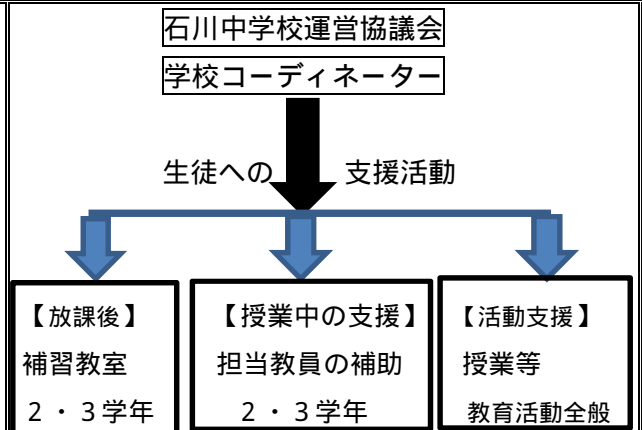 石川中学校運営協議会
学校コーディネーター
生徒への 支援活動
【放課後】
補習教室
２・３学年
【授業中の支援】
担当教員の補助
２・３学年
【活動支援】
授業等
教育活動全般